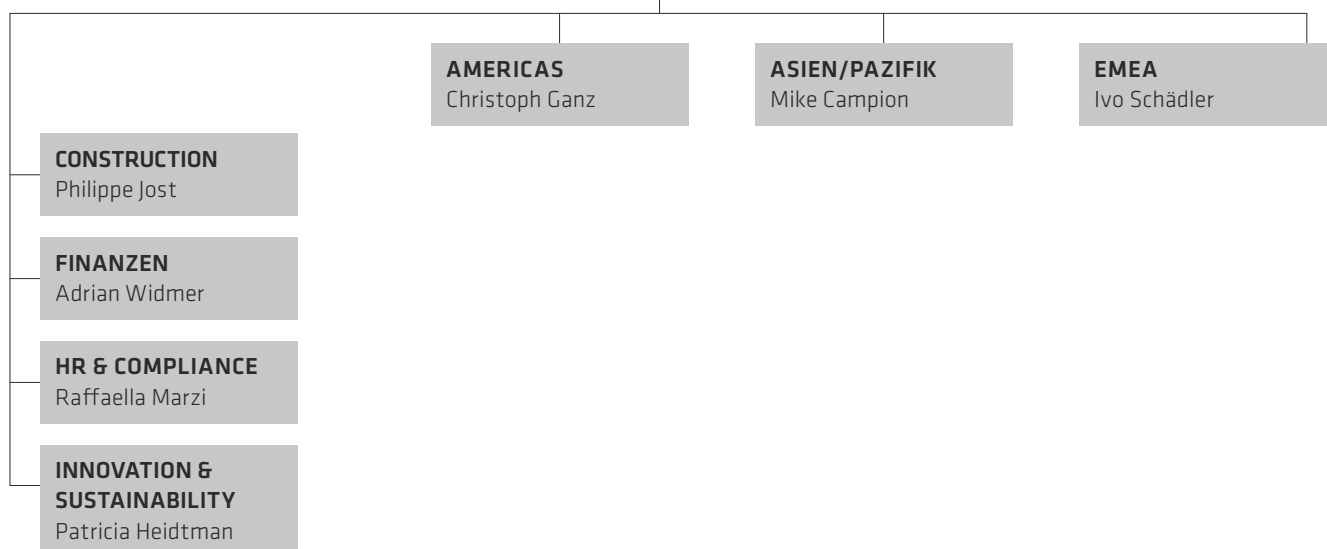 AMERICAS
Christoph Ganz
ASIEN/PAZIFIK
Mike Campion
EMEA
Ivo Schädler
CONSTRUCTION
Philippe Jost
FINANZEN
Adrian Widmer
HR & COMPLIANCE
Raffaella Marzi
INNOVATION &
SUSTAINABILITY
Patricia Heidtman